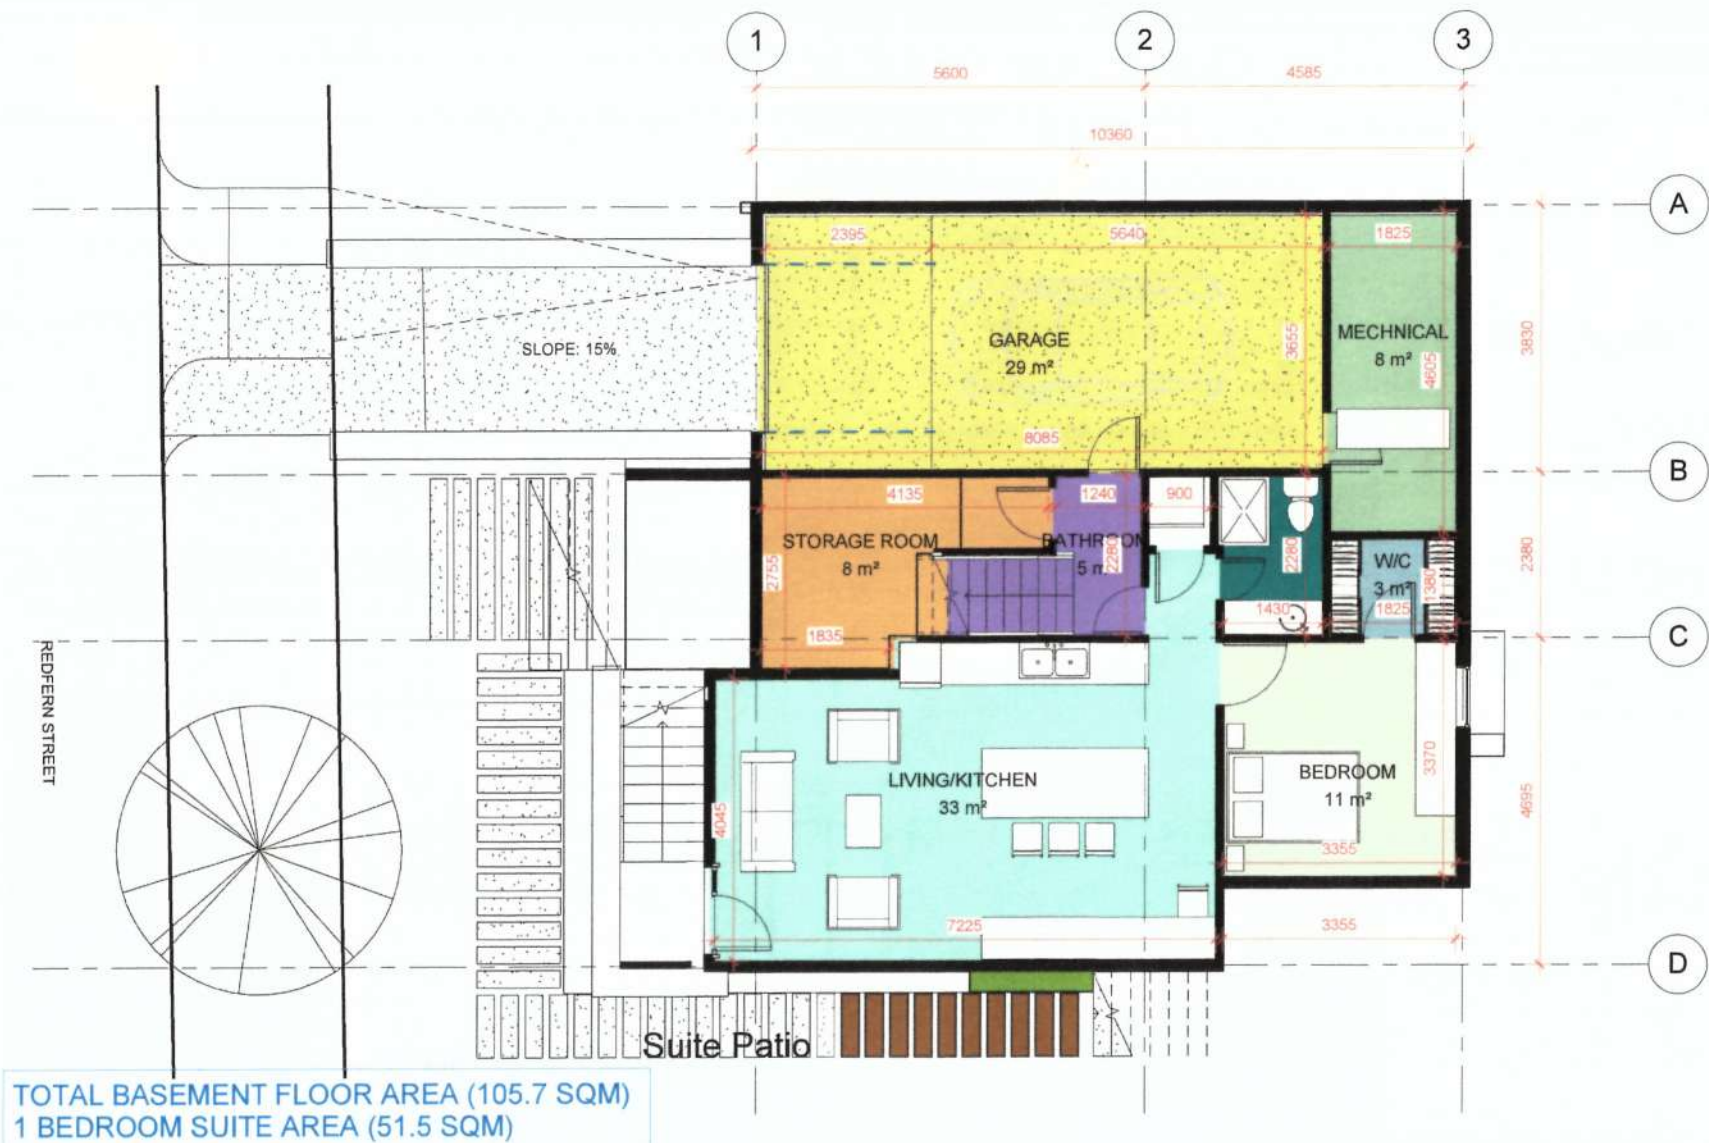 1
2
3
5600
4585
10360
A
2395
5640
1825
GARAGE
29 m²
3655
MECHNICAL
8 m²
4605
3830
SLOPE: 15%
8085
B
4135
1240
900
STORAGE ROOM
8 m²
2755
BATHROOM
5 m
2280
2280
W/C
3 m²
1380
1825
2380
1835
1430
C
REDFERN STREET
LIVING/KITCHEN
33 m²
4045
BEDROOM
11 m²
3370
3355
4695
7225
3355
D
Suite Patio
TOTAL BASEMENT FLOOR AREA (105.7 SQM)
1 BEDROOM SUITE AREA (51.5 SQM)